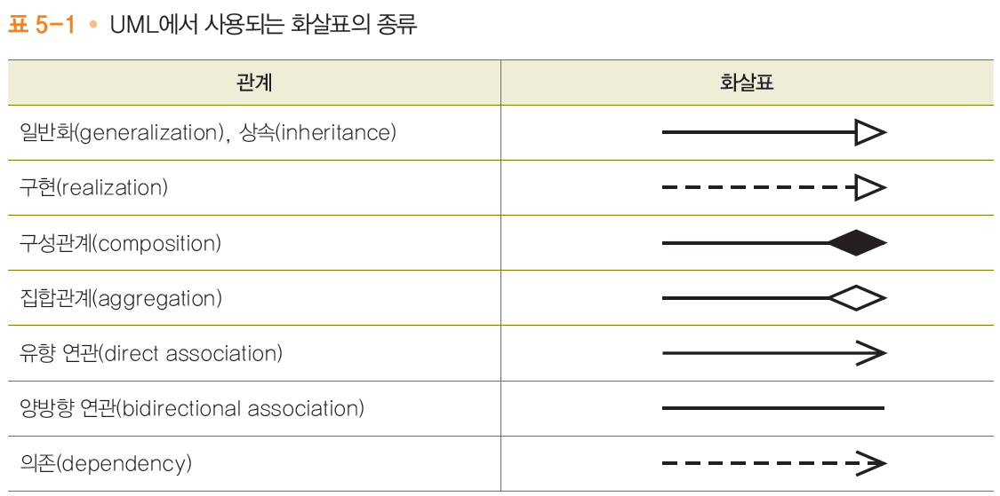 표 5-1 • UML에서 사용되는 화살표의 종류
관계 화살표
일반화(generalization), 상속(inheritance)
구현(realization)
구성관계(composition)
집합관계(aggregation)
유향 연관(direct association)
양방향 연관(bidirectional association)
의존(dependency)